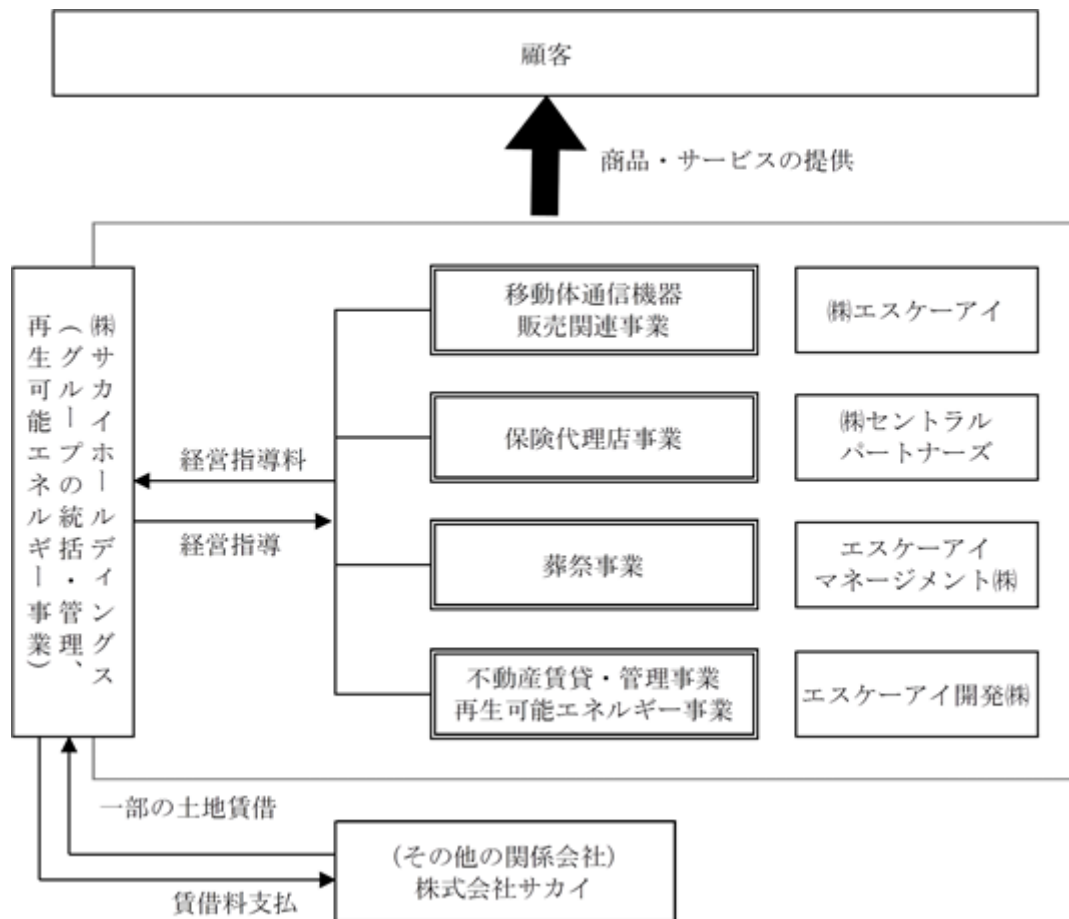 顧客
商品・サービスの提供
㈱サカイホールディングス
(グループの統括・管理、
再生可能エネルギー事業)
経営指導料
経営指導
移動体通信機器
販売関連事業
㈱エスケーアイ
保険代理店事業
㈱セントラル
パートナーズ
葬祭事業
エスケーアイ
マネージメント㈱
不動産賃貸・管理事業
再生可能エネルギー事業
エスケーアイ開発㈱
一部の土地賃借
賃借料支払
(その他の関係会社)
株式会社サカイ